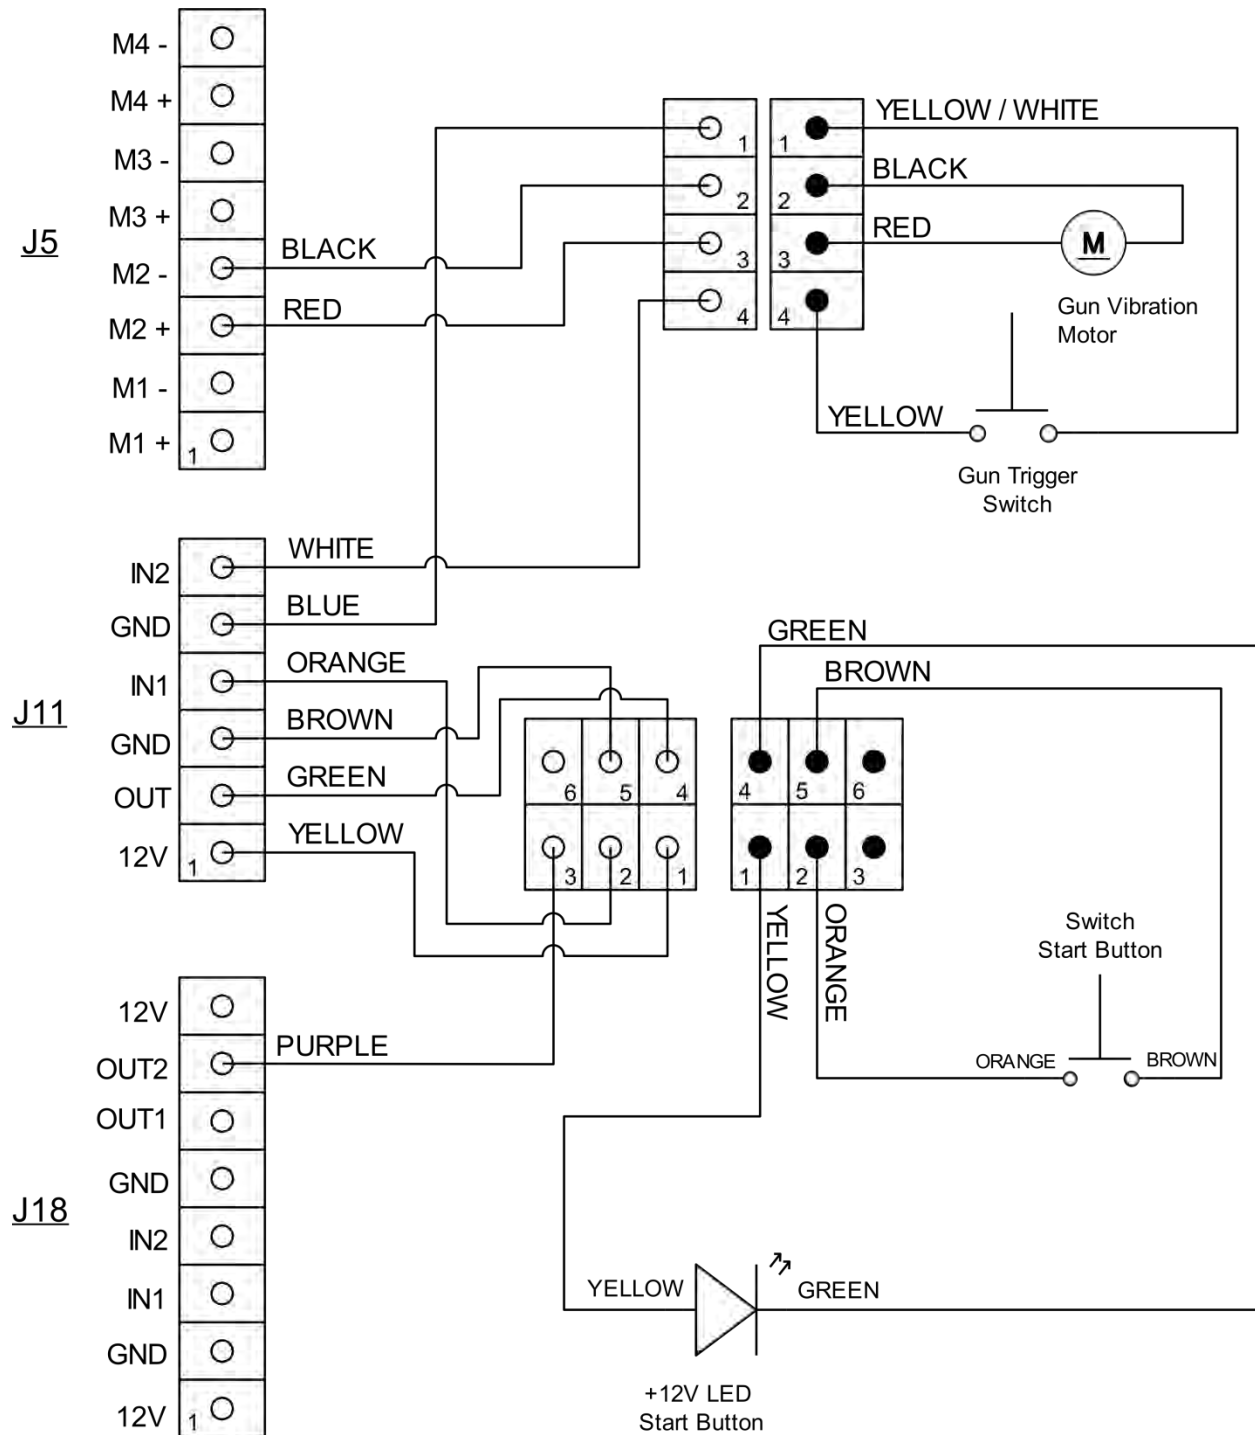 M4 -
M4 +
M3 -
M3 +
J5
M2 -
M2 +
M1 -
M1 +
1
BLACK
RED
1
2
3
4
1
2
3
4
YELLOW / WHITE
BLACK
RED
M
Gun Vibration
Motor
YELLOW
Gun Trigger
Switch
IN2
GND
IN1
J11
GND
OUT
12V
1
WHITE
BLUE
ORANGE
BROWN
GREEN
YELLOW
6
5
4
3
2
1
GREEN
BROWN
4
5
6
1
2
3
YELLOW
ORANGE
Switch
Start Button
ORANGE
BROWN
12V
OUT2
OUT1
GND
J18
IN2
IN1
GND
12V
1
PURPLE
YELLOW
GREEN
+12V LED
Start Button